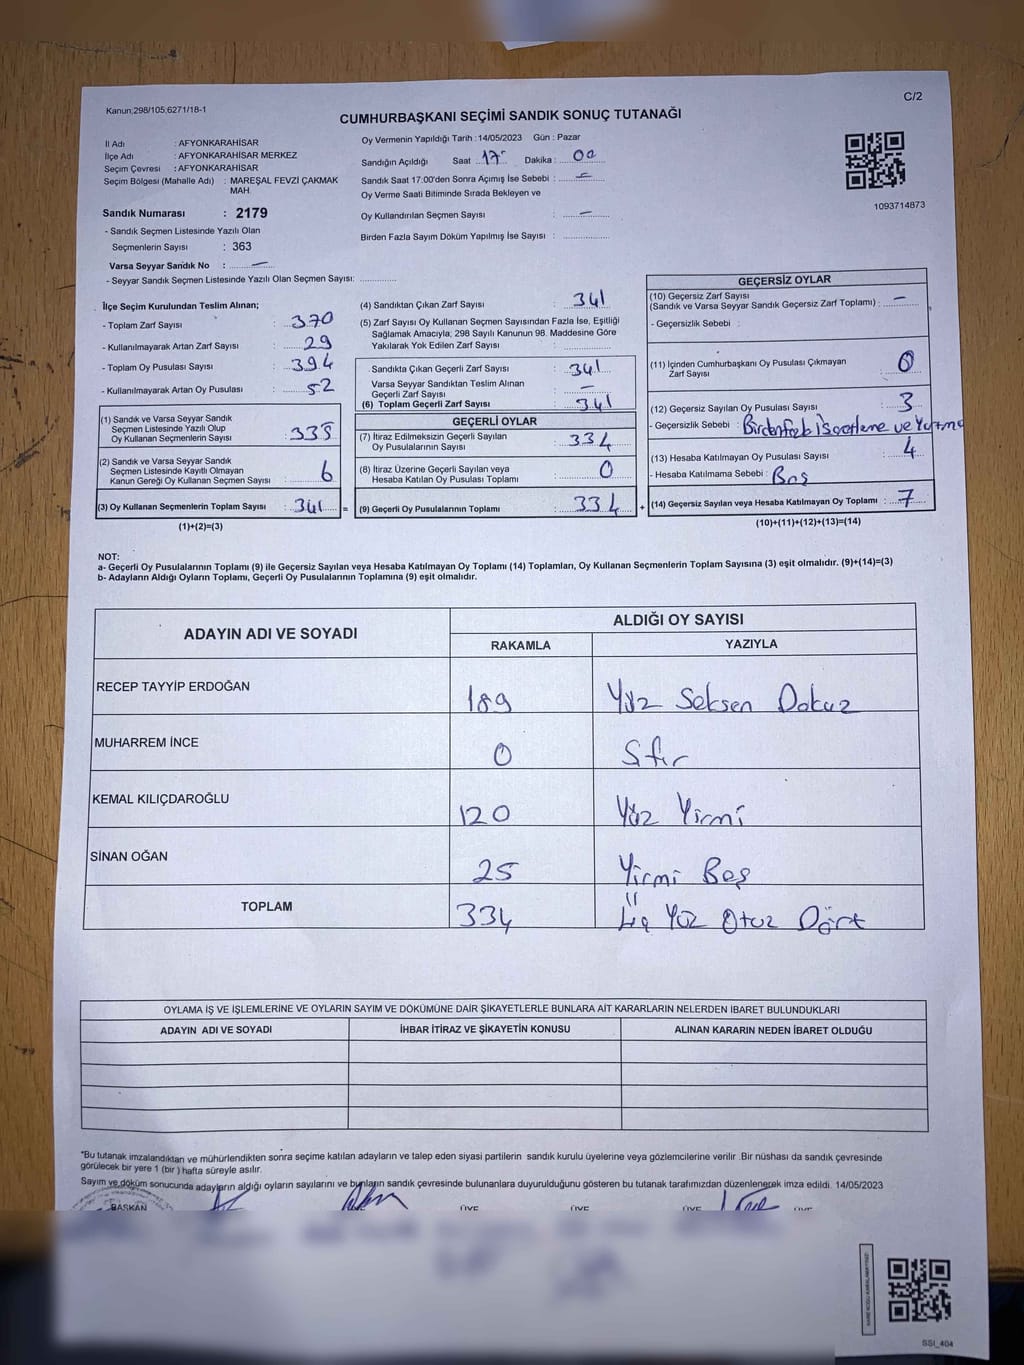 Kanun;298/105;6271/18-1
C/2
CUMHURBAŞKANI SEÇİMİ SANDIK SONUÇ TUTANAĞI
İl Adı : AFYONKARAHİSAR
İlçe Adı : AFYONKARAHİSAR MERKEZ
Seçim Çevresi : AFYONKARAHİSAR
Seçim Bölgesi (Mahalle Adı) : MAREŞAL FEVZİ ÇAKMAK
MAH.
Sandık Numarası : 2179
- Sandık Seçmen Listesinde Yazılı Olan
Seçmenlerin Sayısı : 363
Varsa Seyyar Sandık No : —
- Seyyar Sandık Seçmen Listesinde Yazılı Olan Seçmen Sayısı: ............
Oy Vermenin Yapıldığı Tarih : 14/05/2023 Gün : Pazar
Sandığın Açıldığı Saat 17 Dakika : 00
Sandık Saat 17:00'den Sonra Açımış İse Sebebi : —
Oy Verme Saati Bitiminde Sırada Bekleyen ve
Oy Kullandırılan Seçmen Sayısı : —
Birden Fazla Sayım Döküm Yapılmış İse Sayısı : ............
1093714873
İlçe Seçim Kurulundan Teslim Alınan;
- Toplam Zarf Sayısı : 370
- Kullanılmayarak Artan Zarf Sayısı : 29
- Toplam Oy Pusulası Sayısı : 394
- Kullanılmayarak Artan Oy Pusulası : 52
(1) Sandık ve Varsa Seyyar Sandık
Seçmen Listesinde Yazılı Olup
Oy Kullanan Seçmenlerin Sayısı : 335
(2) Sandık ve Varsa Seyyar Sandık
Seçmen Listesinde Kayıtlı Olmayan
Kanun Gereği Oy Kullanan Seçmen Sayısı : 6
(3) Oy Kullanan Seçmenlerin Toplam Sayısı : 341 =
(1)+(2)=(3)
(4) Sandıktan Çıkan Zarf Sayısı : 341
(5) Zarf Sayısı Oy Kullanan Seçmen Sayısından Fazla İse, Eşitliği
Sağlamak Amacıyla; 298 Sayılı Kanunun 98. Maddesine Göre
Yakılarak Yok Edilen Zarf Sayısı : ............
Sandıkta Çıkan Geçerli Zarf Sayısı : 341
Varsa Seyyar Sandıktan Teslim Alınan
Geçerli Zarf Sayısı : —
(6) Toplam Geçerli Zarf Sayısı : 341
GEÇERLİ OYLAR
(7) İtiraz Edilmeksizin Geçerli Sayılan
Oy Pusulalarının Sayısı : 334
(8) İtiraz Üzerine Geçerli Sayılan veya
Hesaba Katılan Oy Pusulası Toplamı : 0
(9) Geçerli Oy Pusulalarının Toplamı : 334 +
GEÇERSİZ OYLAR
(10) Geçersiz Zarf Sayısı
(Sandık ve Varsa Seyyar Sandık Geçersiz Zarf Toplamı) : —
- Geçersizlik Sebebi :
(11) İçinden Cumhurbaşkanı Oy Pusulası Çıkmayan
Zarf Sayısı : 0
(12) Geçersiz Sayılan Oy Pusulası Sayısı : 3
- Geçersizlik Sebebi : Birden fazla işaretleme ve Yırtma
(13) Hesaba Katılmayan Oy Pusulası Sayısı : 4
- Hesaba Katılmama Sebebi : Boş
(14) Geçersiz Sayılan veya Hesaba Katılmayan Oy Toplamı : 7
(10)+(11)+(12)+(13)=(14)
NOT:
a- Geçerli Oy Pusulalarının Toplamı (9) ile Geçersiz Sayılan veya Hesaba Katılmayan Oy Toplamı (14) Toplamları, Oy Kullanan Seçmenlerin Toplam Sayısına (3) eşit olmalıdır. (9)+(14)=(3)
b- Adayların Aldığı Oyların Toplamı, Geçerli Oy Pusulalarının Toplamına (9) eşit olmalıdır.
ADAYIN ADI VE SOYADI
ALDIĞI OY SAYISI
RAKAMLA YAZIYLA
RECEP TAYYİP ERDOĞAN 189 Yüz Seksen Dokuz
MUHARREM İNCE 0 Sıfır
KEMAL KILIÇDAROĞLU 120 Yüz Yirmi
SİNAN OĞAN 25 Yirmi Beş
TOPLAM 334 Üç Yüz Otuz Dört
OYLAMA İŞ VE İŞLEMLERİNE VE OYLARIN SAYIM VE DÖKÜMÜNE DAİR ŞİKAYETLERLE BUNLARA AİT KARARLARIN NELERDEN İBARET BULUNDUKLARI
ADAYIN ADI VE SOYADI İHBAR İTİRAZ VE ŞİKAYETİN KONUSU ALINAN KARARIN NEDEN İBARET OLDUĞU
*Bu tutanak imzalandıktan ve mühürlendikten sonra seçime katılan adayların ve talep eden siyasi partilerin sandık kurulu üyelerine veya gözlemcilerine verilir .Bir nüshası da sandık çevresinde
görülecek bir yere 1 (bir ) hafta süreyle asılır.
Sayım ve döküm sonucunda adayların aldığı oyların sayılarını ve bunların sandık çevresinde bulunanlara duyurulduğunu gösteren bu tutanak tarafımızdan düzenlenerek imza edildi. 14/05/2023
BAŞKAN ÜYE ÜYE ÜYE ÜYE
SSI_404